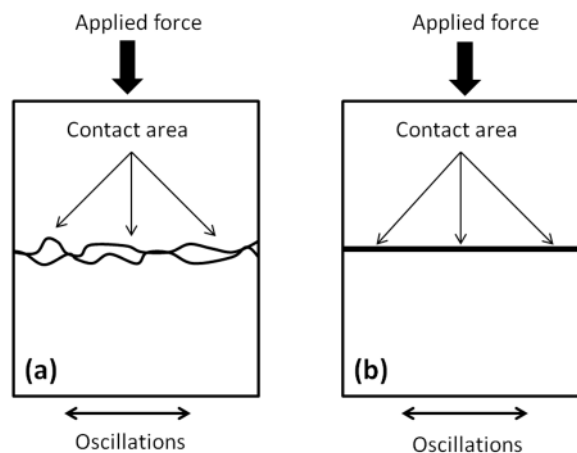 Applied force
Contact area
(a)
Oscillations
Applied force
Contact area
(b)
Oscillations